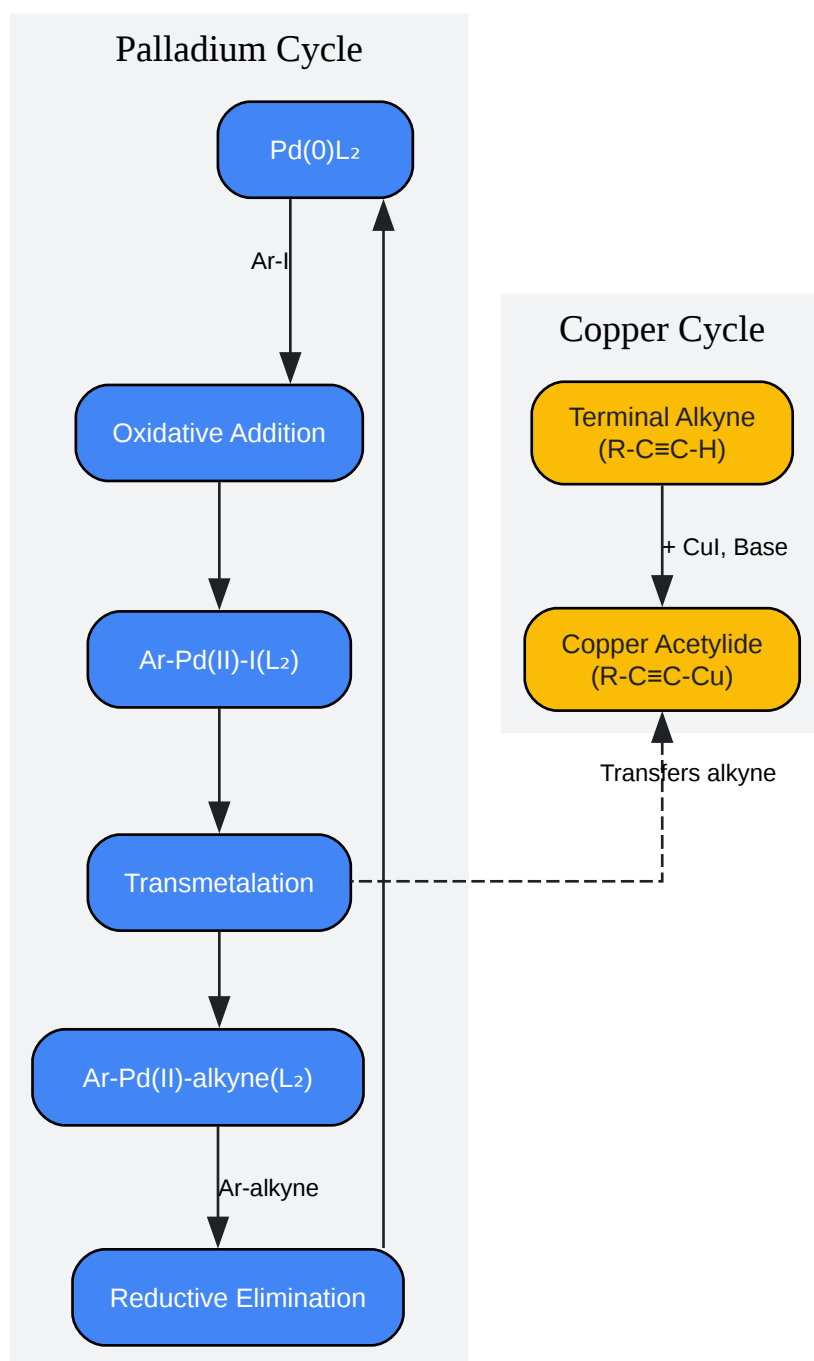 Palladium Cycle
Pd(0)L₂
Ar-I
Oxidative Addition
Ar-Pd(II)-I(L₂)
Transmetalation
Ar-Pd(II)-alkyne(L₂)
Ar-alkyne
Reductive Elimination
Copper Cycle
Terminal Alkyne
(R-C≡C-H)
+ CuI, Base
Copper Acetylide
(R-C≡C-Cu)
Transfers alkyne